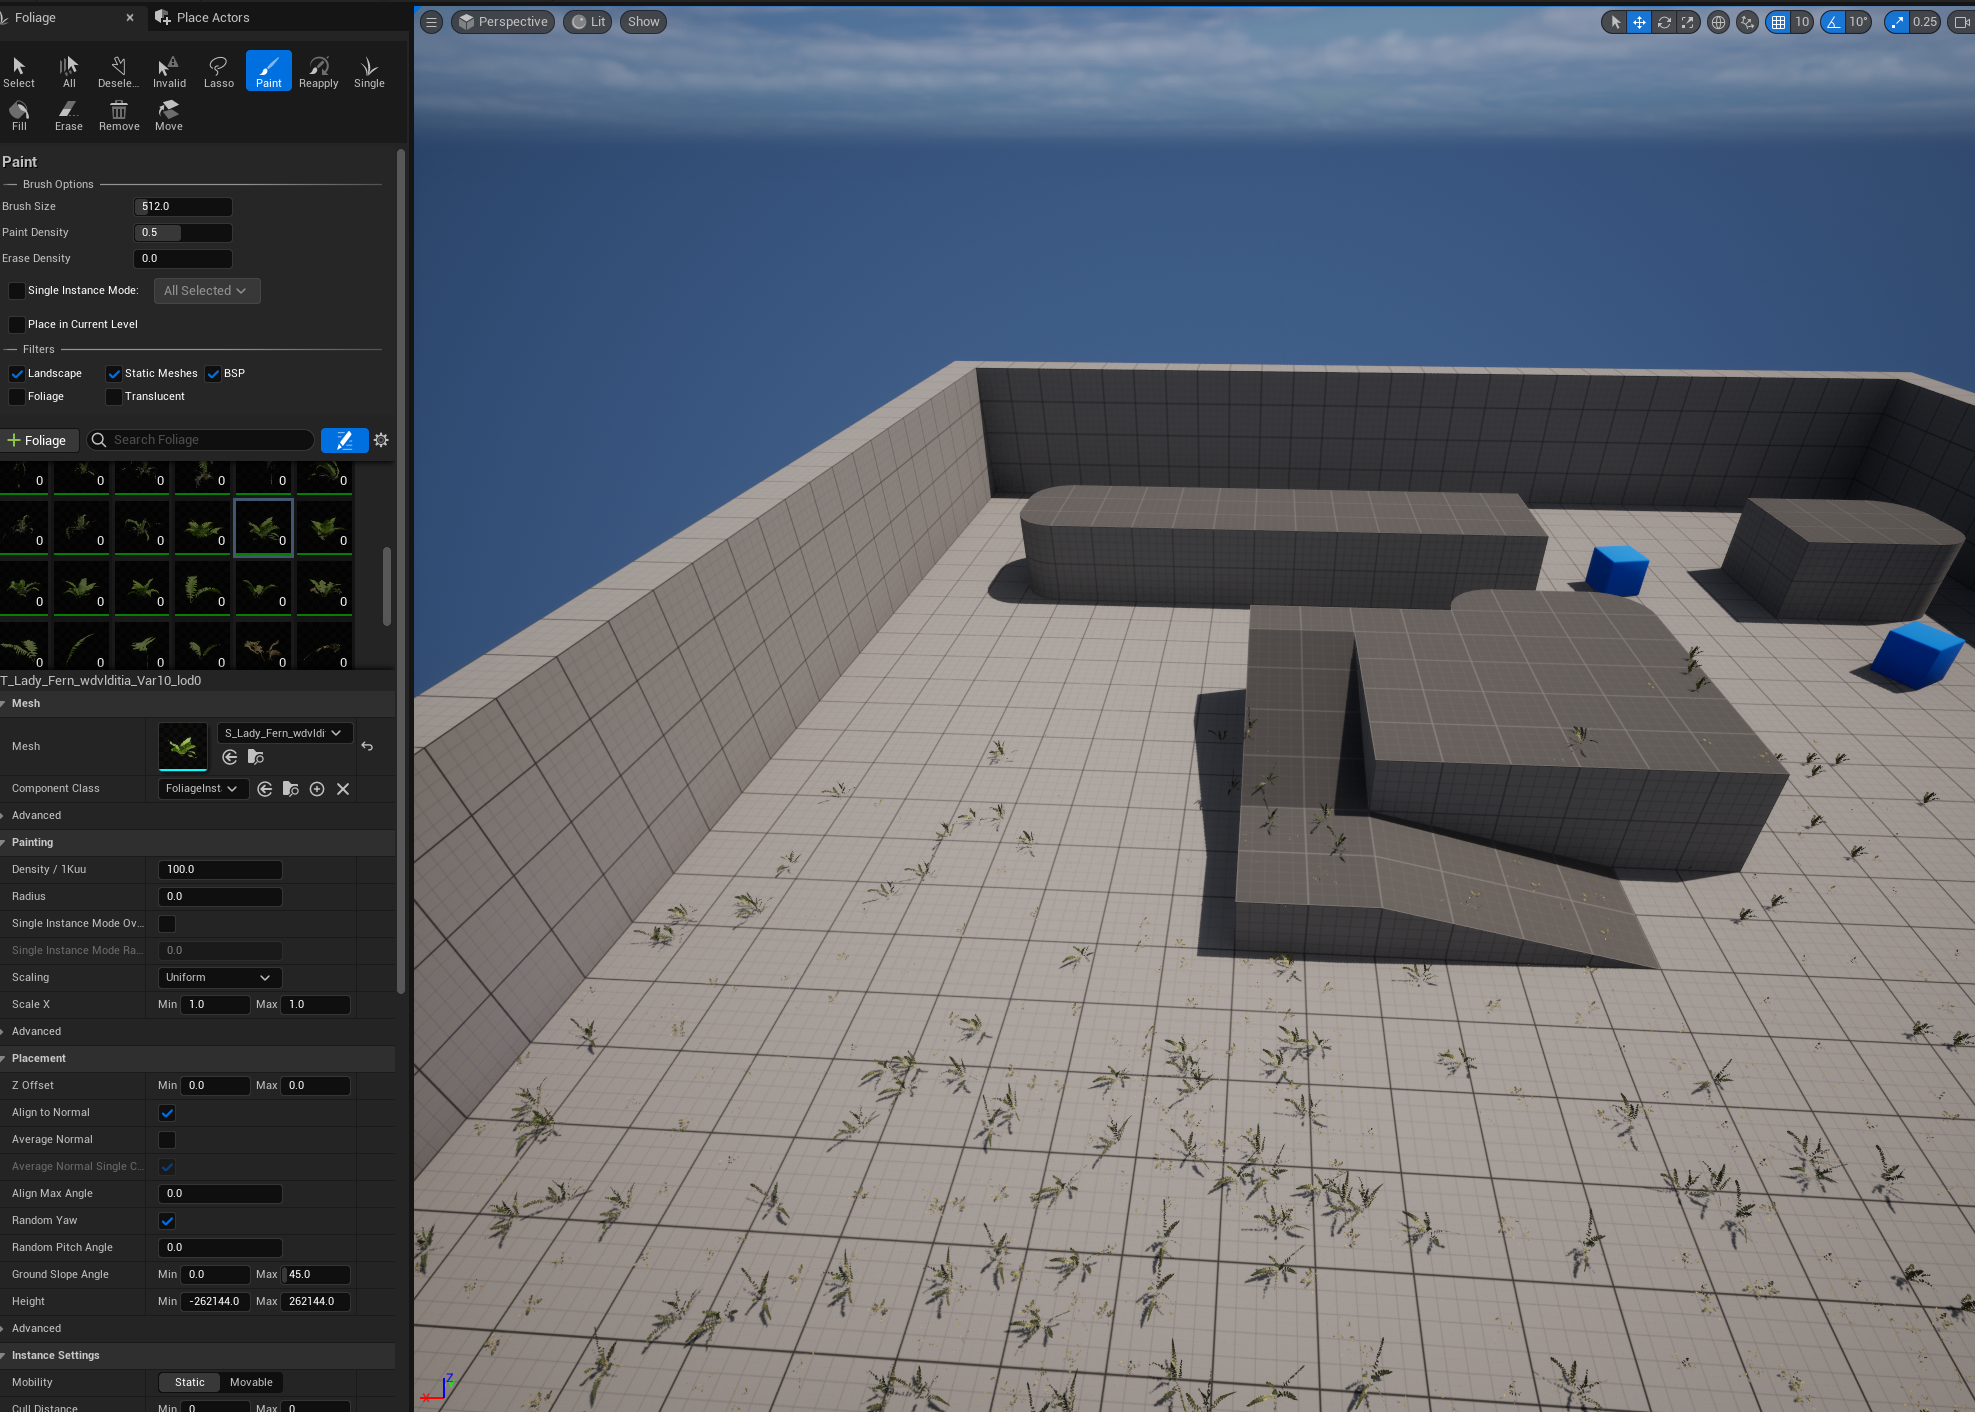 Foliage
Place Actors
Select All Desele... Invalid Lasso Paint Reapply Single
Fill Erase Remove Move
Paint
Brush Options
Brush Size 512.0
Paint Density 0.5
Erase Density 0.0
Single Instance Mode: All Selected
Place in Current Level
Filters
Landscape Static Meshes BSP
Foliage Translucent
Foliage Search Foliage
0 0 0 0 0 0
0 0 0 0 0 0
0 0 0 0 0 0
0 0 0 0 0 0
T_Lady_Fern_wdvlditia_Var10_lod0
Mesh
Mesh S_Lady_Fern_wdvldi
Component Class FoliageInst
Advanced
Painting
Density / 1Kuu 100.0
Radius 0.0
Single Instance Mode Ov...
Single Instance Mode Ra... 0.0
Scaling Uniform
Scale X Min 1.0 Max 1.0
Advanced
Placement
Z Offset Min 0.0 Max 0.0
Align to Normal
Average Normal
Average Normal Single C...
Align Max Angle 0.0
Random Yaw
Random Pitch Angle 0.0
Ground Slope Angle Min 0.0 Max 45.0
Height Min -262144.0 Max 262144.0
Advanced
Instance Settings
Mobility Static Movable
Cull Distance Min 0 Max 0
Perspective Lit Show
10 10° 0.25
Z
X